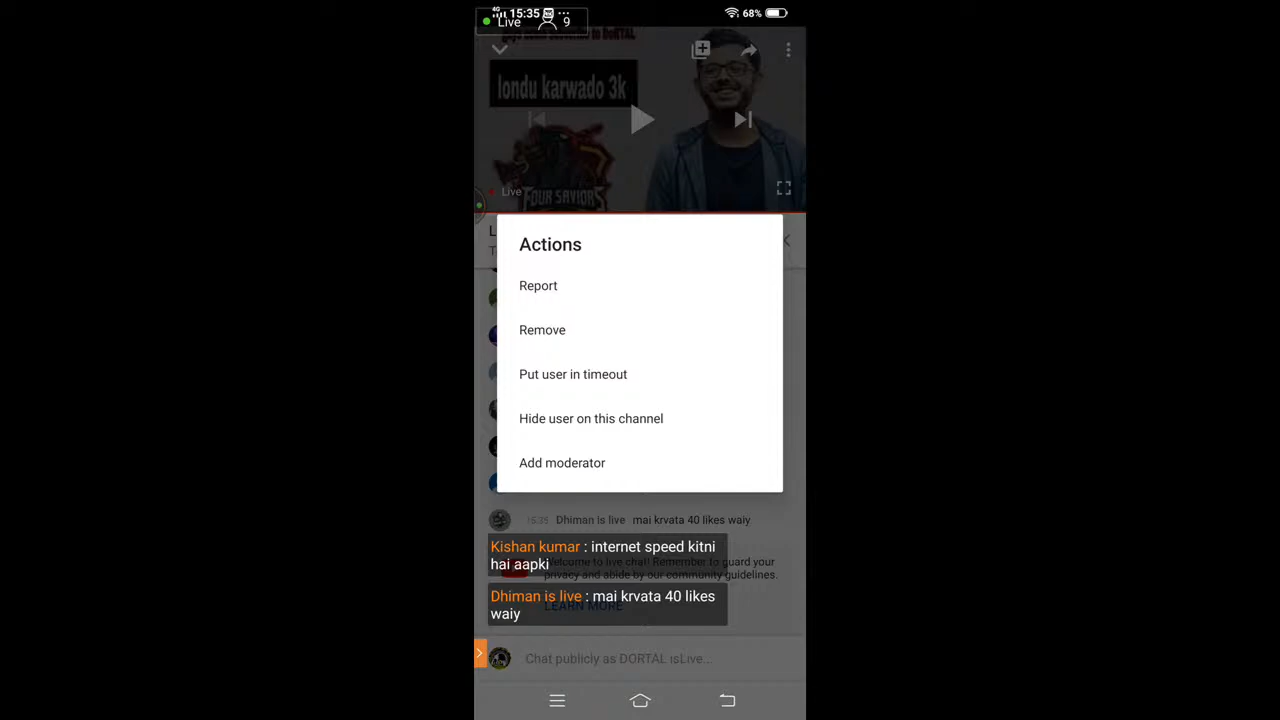 4G 15:35 68%
Live 9
londu karwado 3k
Live
FOUR SAVIORS
Actions
Report
Remove
Put user in timeout
Hide user on this channel
Add moderator
15:35 Dhiman is live mai krvata 40 likes waiy
Kishan kumar : internet speed kitni
hai aapki
Welcome to live chat! Remember to guard your
privacy and abide by our community guidelines.
Dhiman is live : mai krvata 40 likes
waiy
LEARN MORE
Chat publicly as DORTAL isLive...